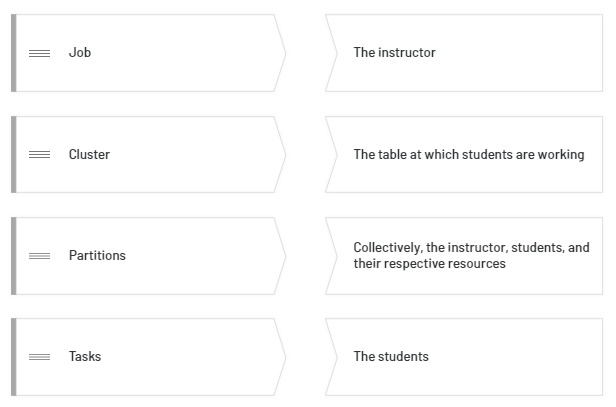 Job
The instructor
Cluster
The table at which students are working
Partitions
Collectively, the instructor, students, and
their respective resources
Tasks
The students